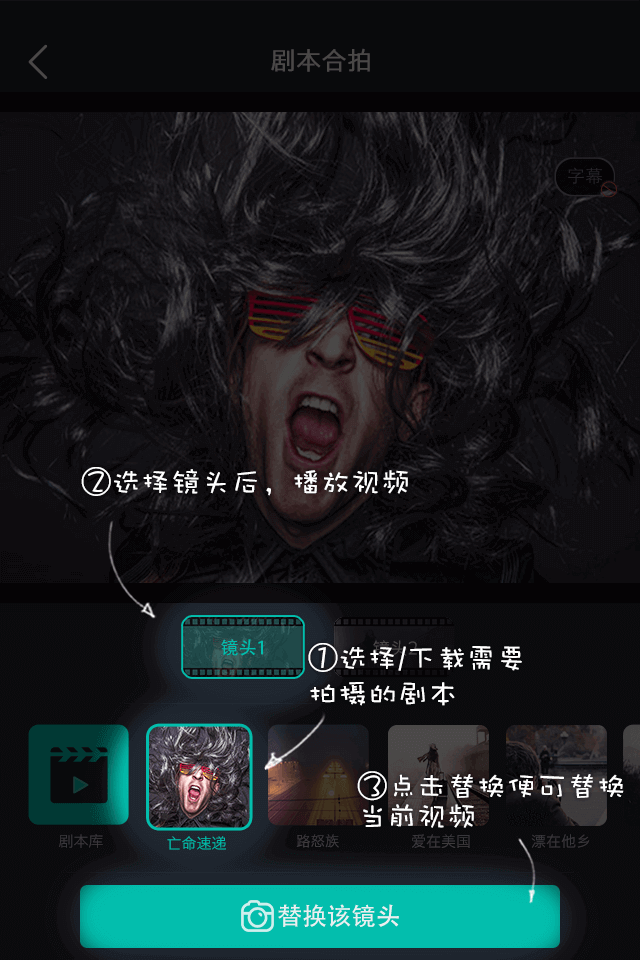 剧本合拍
字幕
②选择镜头后，播放视频
镜头1
镜头2
①选择/下载需要
拍摄的剧本
③点击替换便可替换
当前视频
剧本库
亡命速递
路怒族
爱在美国
漂在他乡
替换该镜头